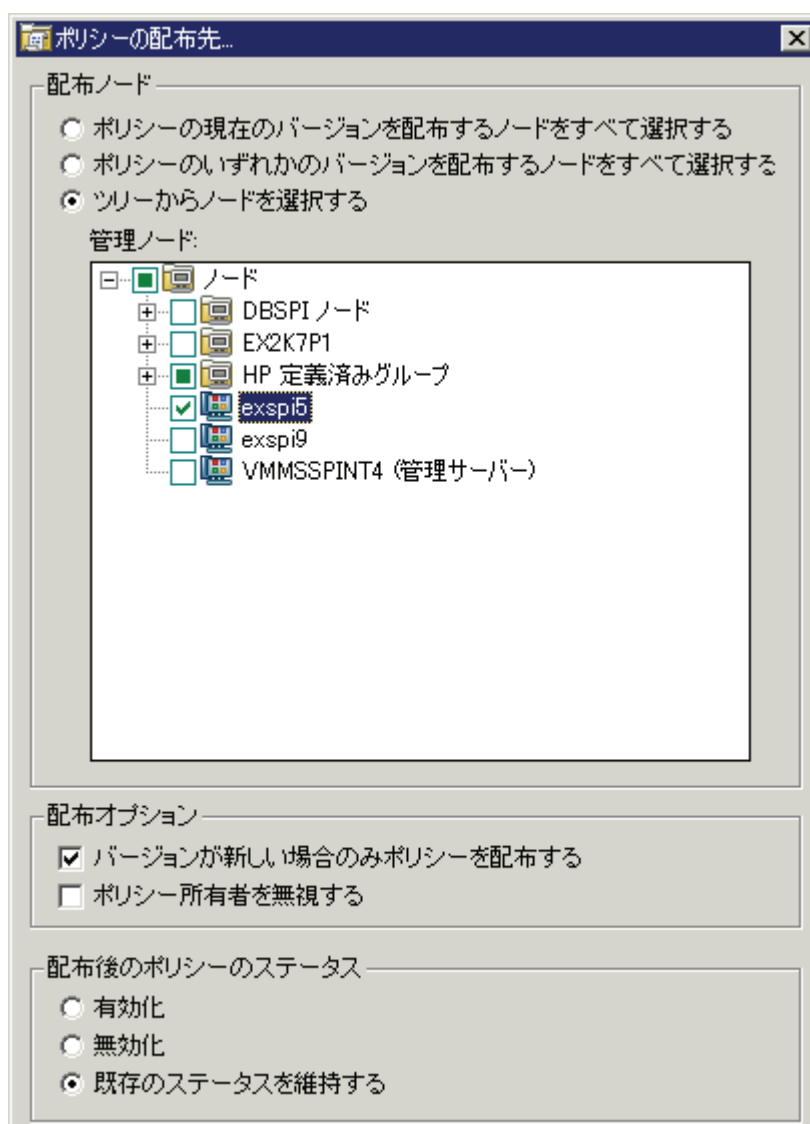 ポリシーの配布先...
配布ノード
ポリシーの現在のバージョンを配布するノードをすべて選択する
ポリシーのいずれかのバージョンを配布するノードをすべて選択する
ツリーからノードを選択する
管理ノード:
ノード
DBSPI ノード
EX2K7P1
HP 定義済みグループ
exspi5
exspi9
VMMSSPINT4 (管理サーバー)
配布オプション
バージョンが新しい場合のみポリシーを配布する
ポリシー所有者を無視する
配布後のポリシーのステータス
有効化
無効化
既存のステータスを維持する